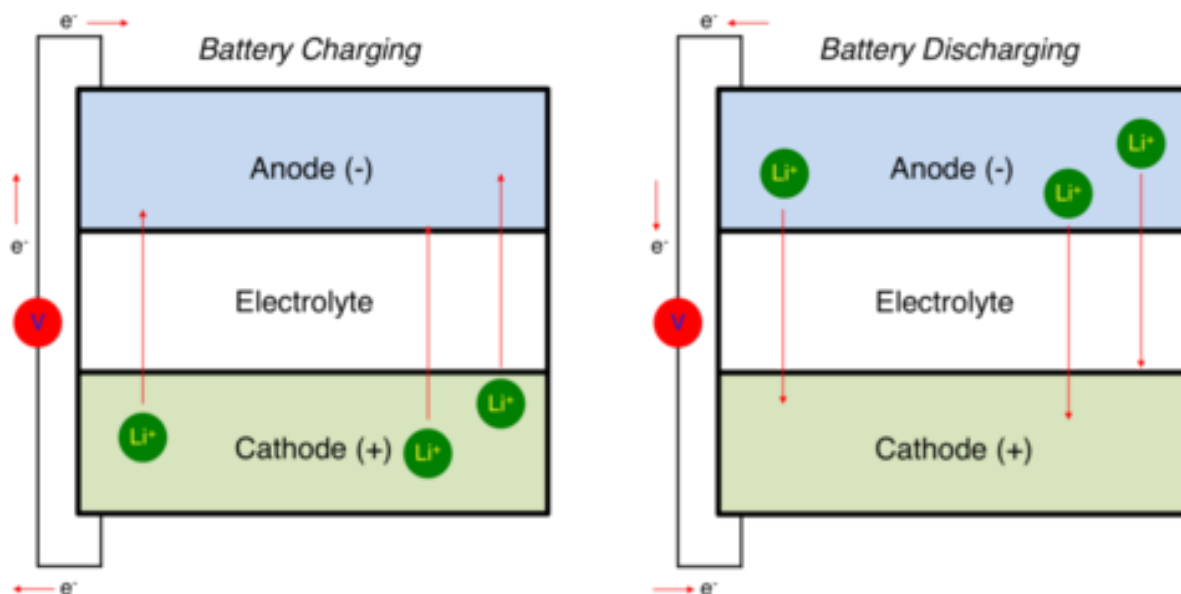 e⁻
Battery Charging
Anode (-)
e⁻
Electrolyte
V
Li⁺
Li⁺
Cathode (+)
Li⁺
e⁻
e⁻
Battery Discharging
Li⁺
Li⁺
Anode (-)
Li⁺
e⁻
Electrolyte
V
Cathode (+)
e⁻